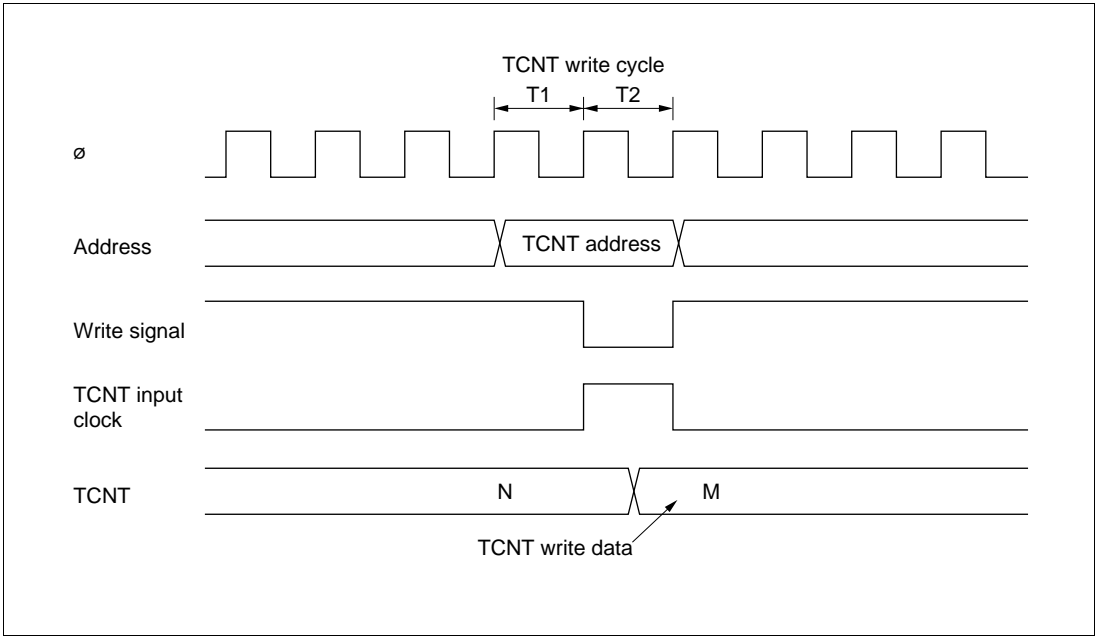 TCNT write cycle
T1 T2
ø
Address
TCNT address
Write signal
TCNT input
clock
TCNT
N
M
TCNT write data